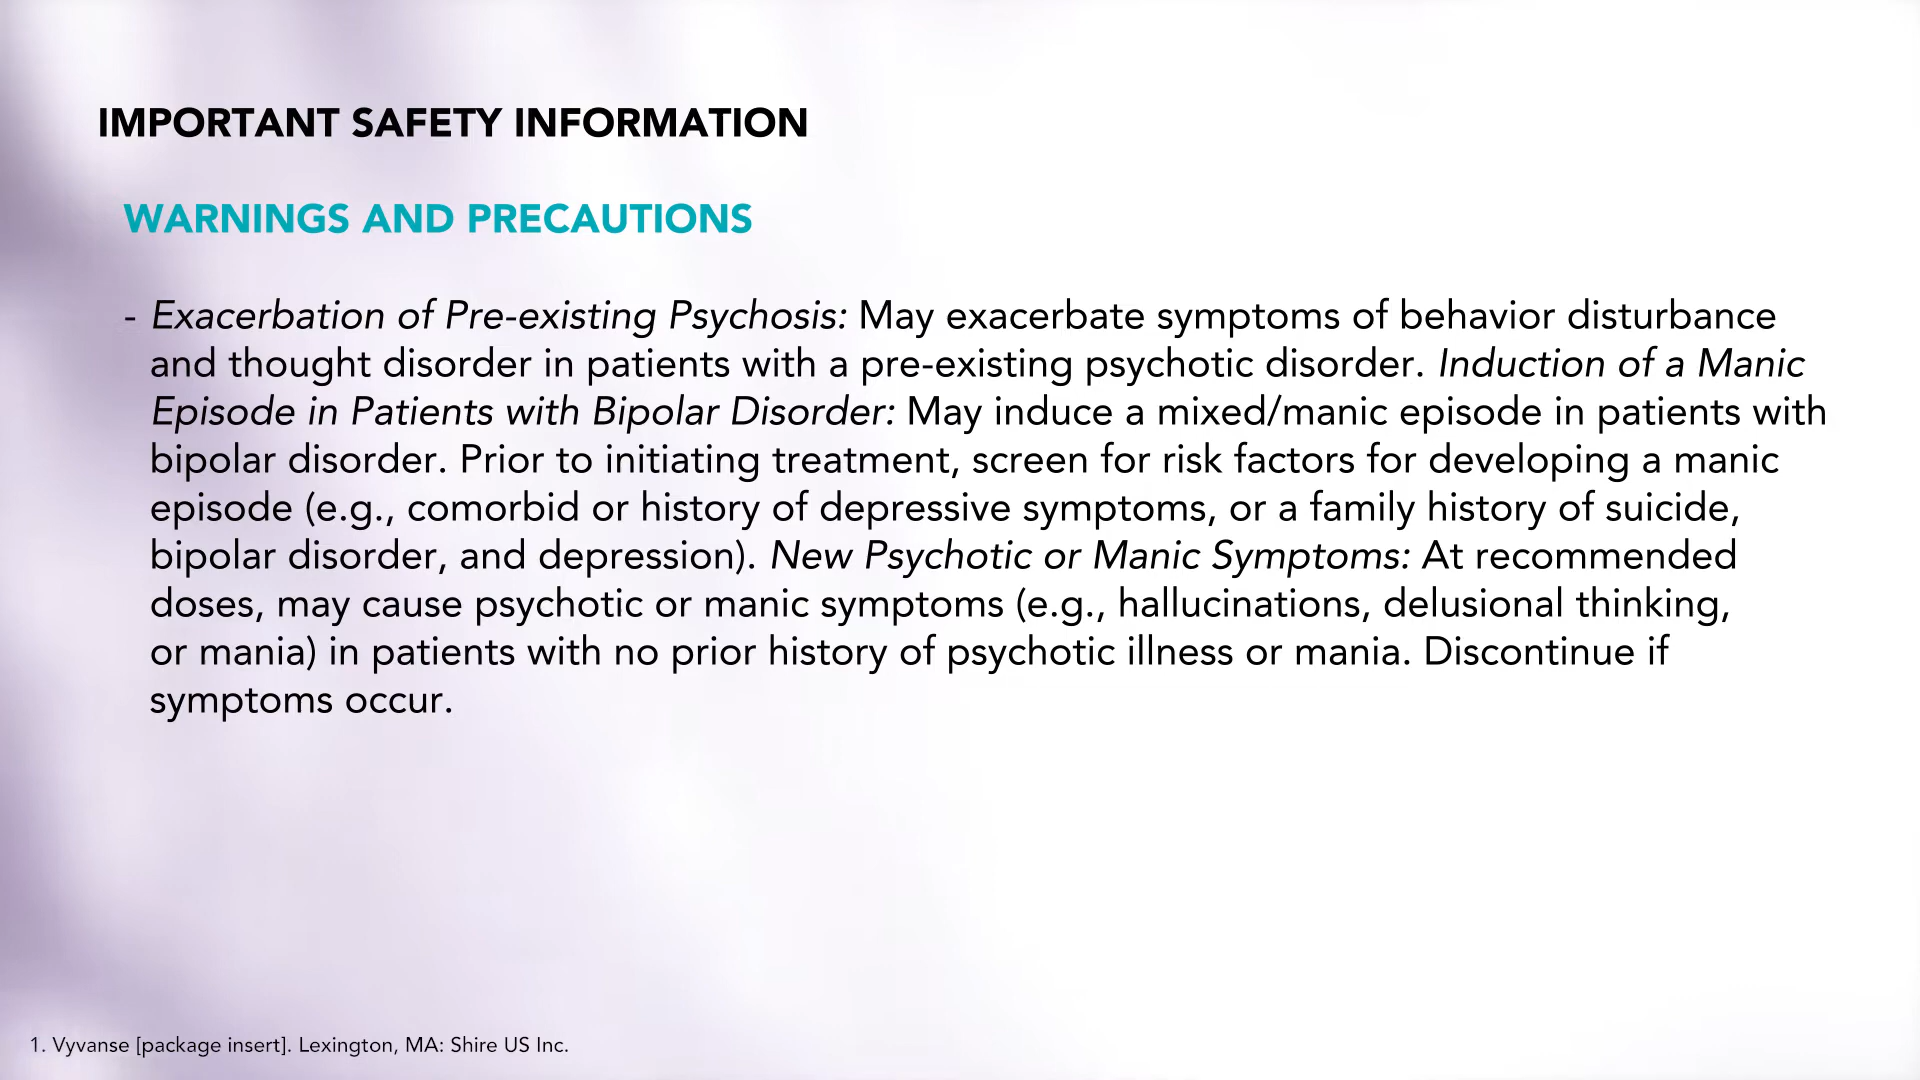 IMPORTANT SAFETY INFORMATION
WARNINGS AND PRECAUTIONS
- Exacerbation of Pre-existing Psychosis: May exacerbate symptoms of behavior disturbance
and thought disorder in patients with a pre-existing psychotic disorder. Induction of a Manic
Episode in Patients with Bipolar Disorder: May induce a mixed/manic episode in patients with
bipolar disorder. Prior to initiating treatment, screen for risk factors for developing a manic
episode (e.g., comorbid or history of depressive symptoms, or a family history of suicide,
bipolar disorder, and depression). New Psychotic or Manic Symptoms: At recommended
doses, may cause psychotic or manic symptoms (e.g., hallucinations, delusional thinking,
or mania) in patients with no prior history of psychotic illness or mania. Discontinue if
symptoms occur.
1. Vyvanse [package insert]. Lexington, MA: Shire US Inc.